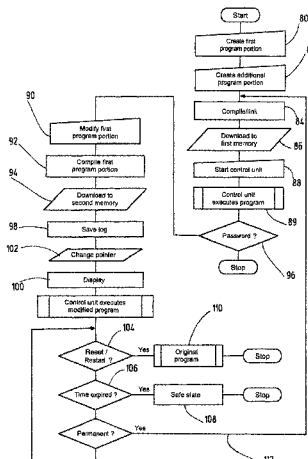 Start
80
Create first
program portion
Create additional
program portion
Compile/link
84
Download to
first memory
86
Start control unit
88
Control unit
executes program
89
Password ?
96
Stop
90
Modify first
program portion
92
Compile first
program portion
94
Download to
second memory
98
Save log
102
Change pointer
100
Display
Control unit executes
modified program
104
Reset /
Restart ?
Yes
110
Original
program
Stop
106
Time expired ?
Yes
Safe state
108
Stop
Permanent ?
Yes
112